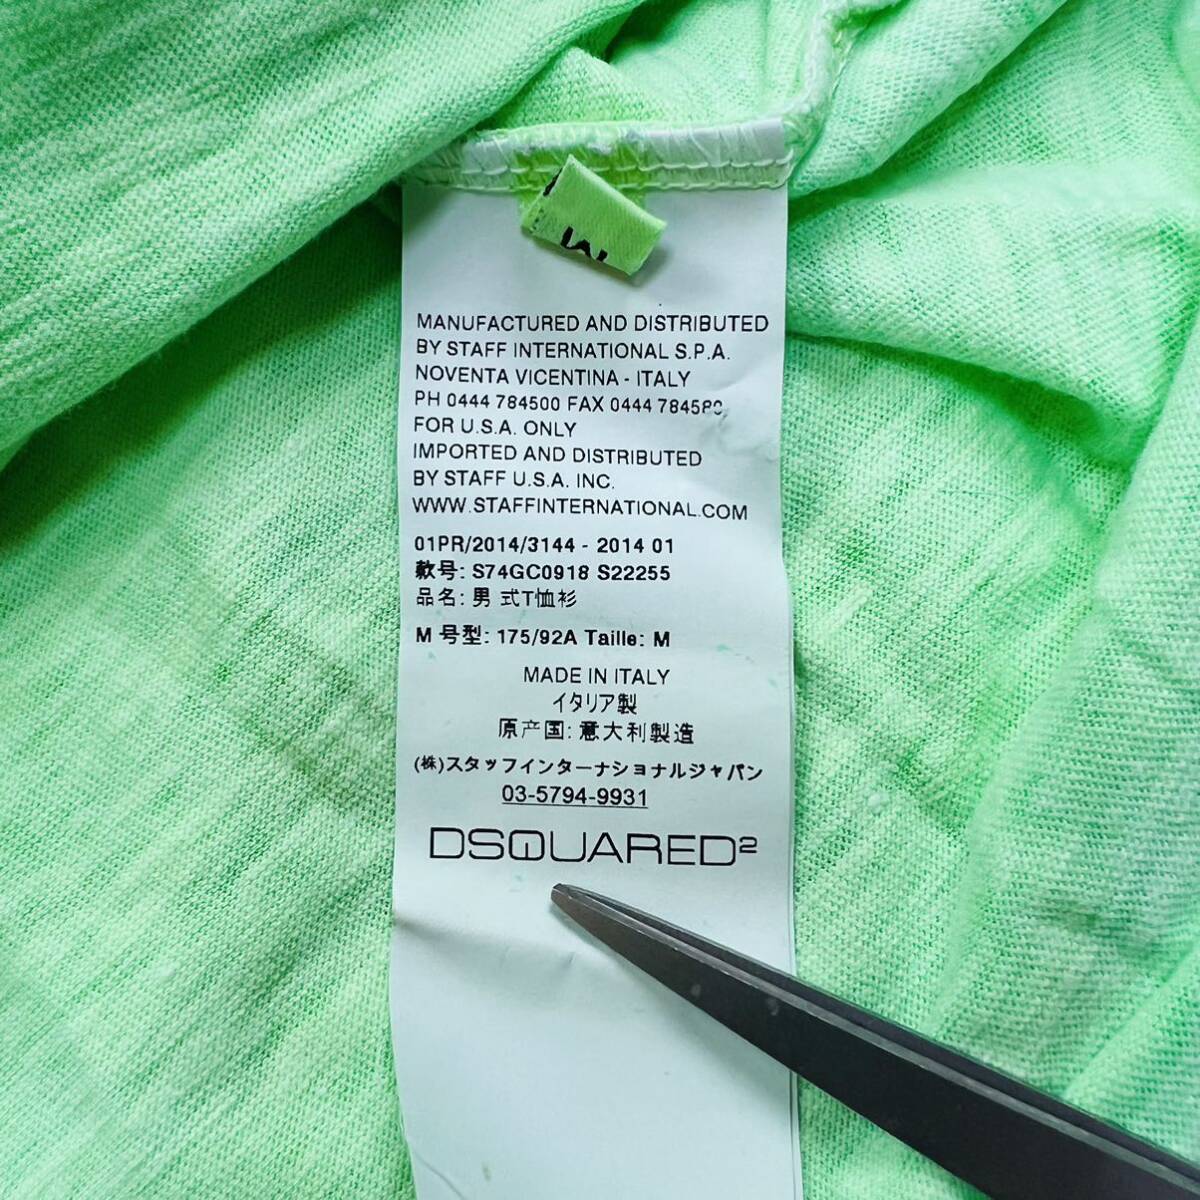 MANUFACTURED AND DISTRIBUTED
BY STAFF INTERNATIONAL S.P.A.
NOVENTA VICENTINA - ITALY
PH 0444 784500 FAX 0444 784580
FOR U.S.A. ONLY
IMPORTED AND DISTRIBUTED
BY STAFF U.S.A. INC.
WWW.STAFFINTERNATIONAL.COM
01PR/2014/3144 - 2014 01
款号: S74GC0918 S22255
品名: 男 式T恤衫
M 号型: 175/92A Taille: M
MADE IN ITALY
イタリア製
原产国: 意大利製造
(株)スタッフインターナショナルジャパン
03-5794-9931
DSQUARED2